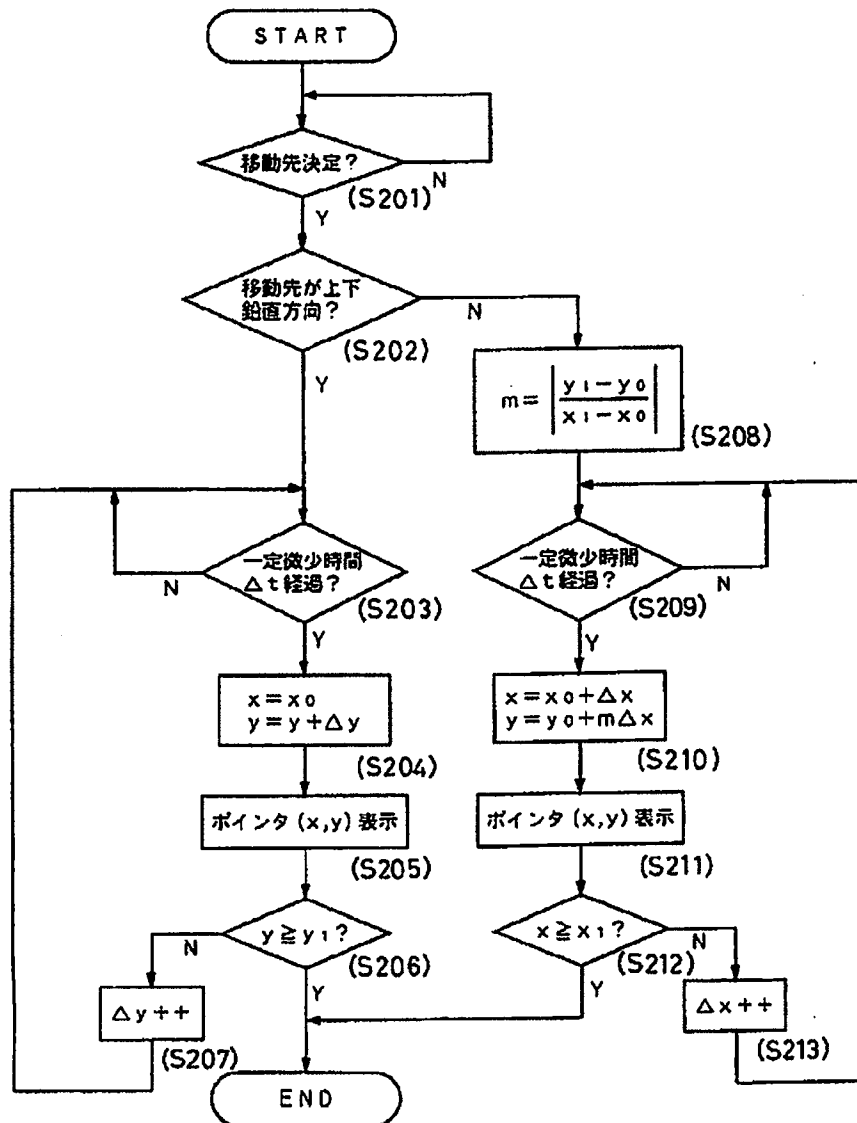 START
移動先決定?
N
(S201)
Y
移動先が上下
鉛直方向?
N
(S202)
Y
m=|y₁-y₀/x₁-x₀|
(S208)
一定微少時間
Δt経過?
N
(S203)
Y
x=x₀
y=y+Δy
(S204)
ポインタ(x,y)表示
(S205)
y≧y₁?
N
(S206)
Y
Δy++
(S207)
一定微少時間
Δt経過?
N
(S209)
Y
x=x₀+Δx
y=y₀+mΔx
(S210)
ポインタ(x,y)表示
(S211)
x≧x₁?
N
(S212)
Y
Δx++
(S213)
END